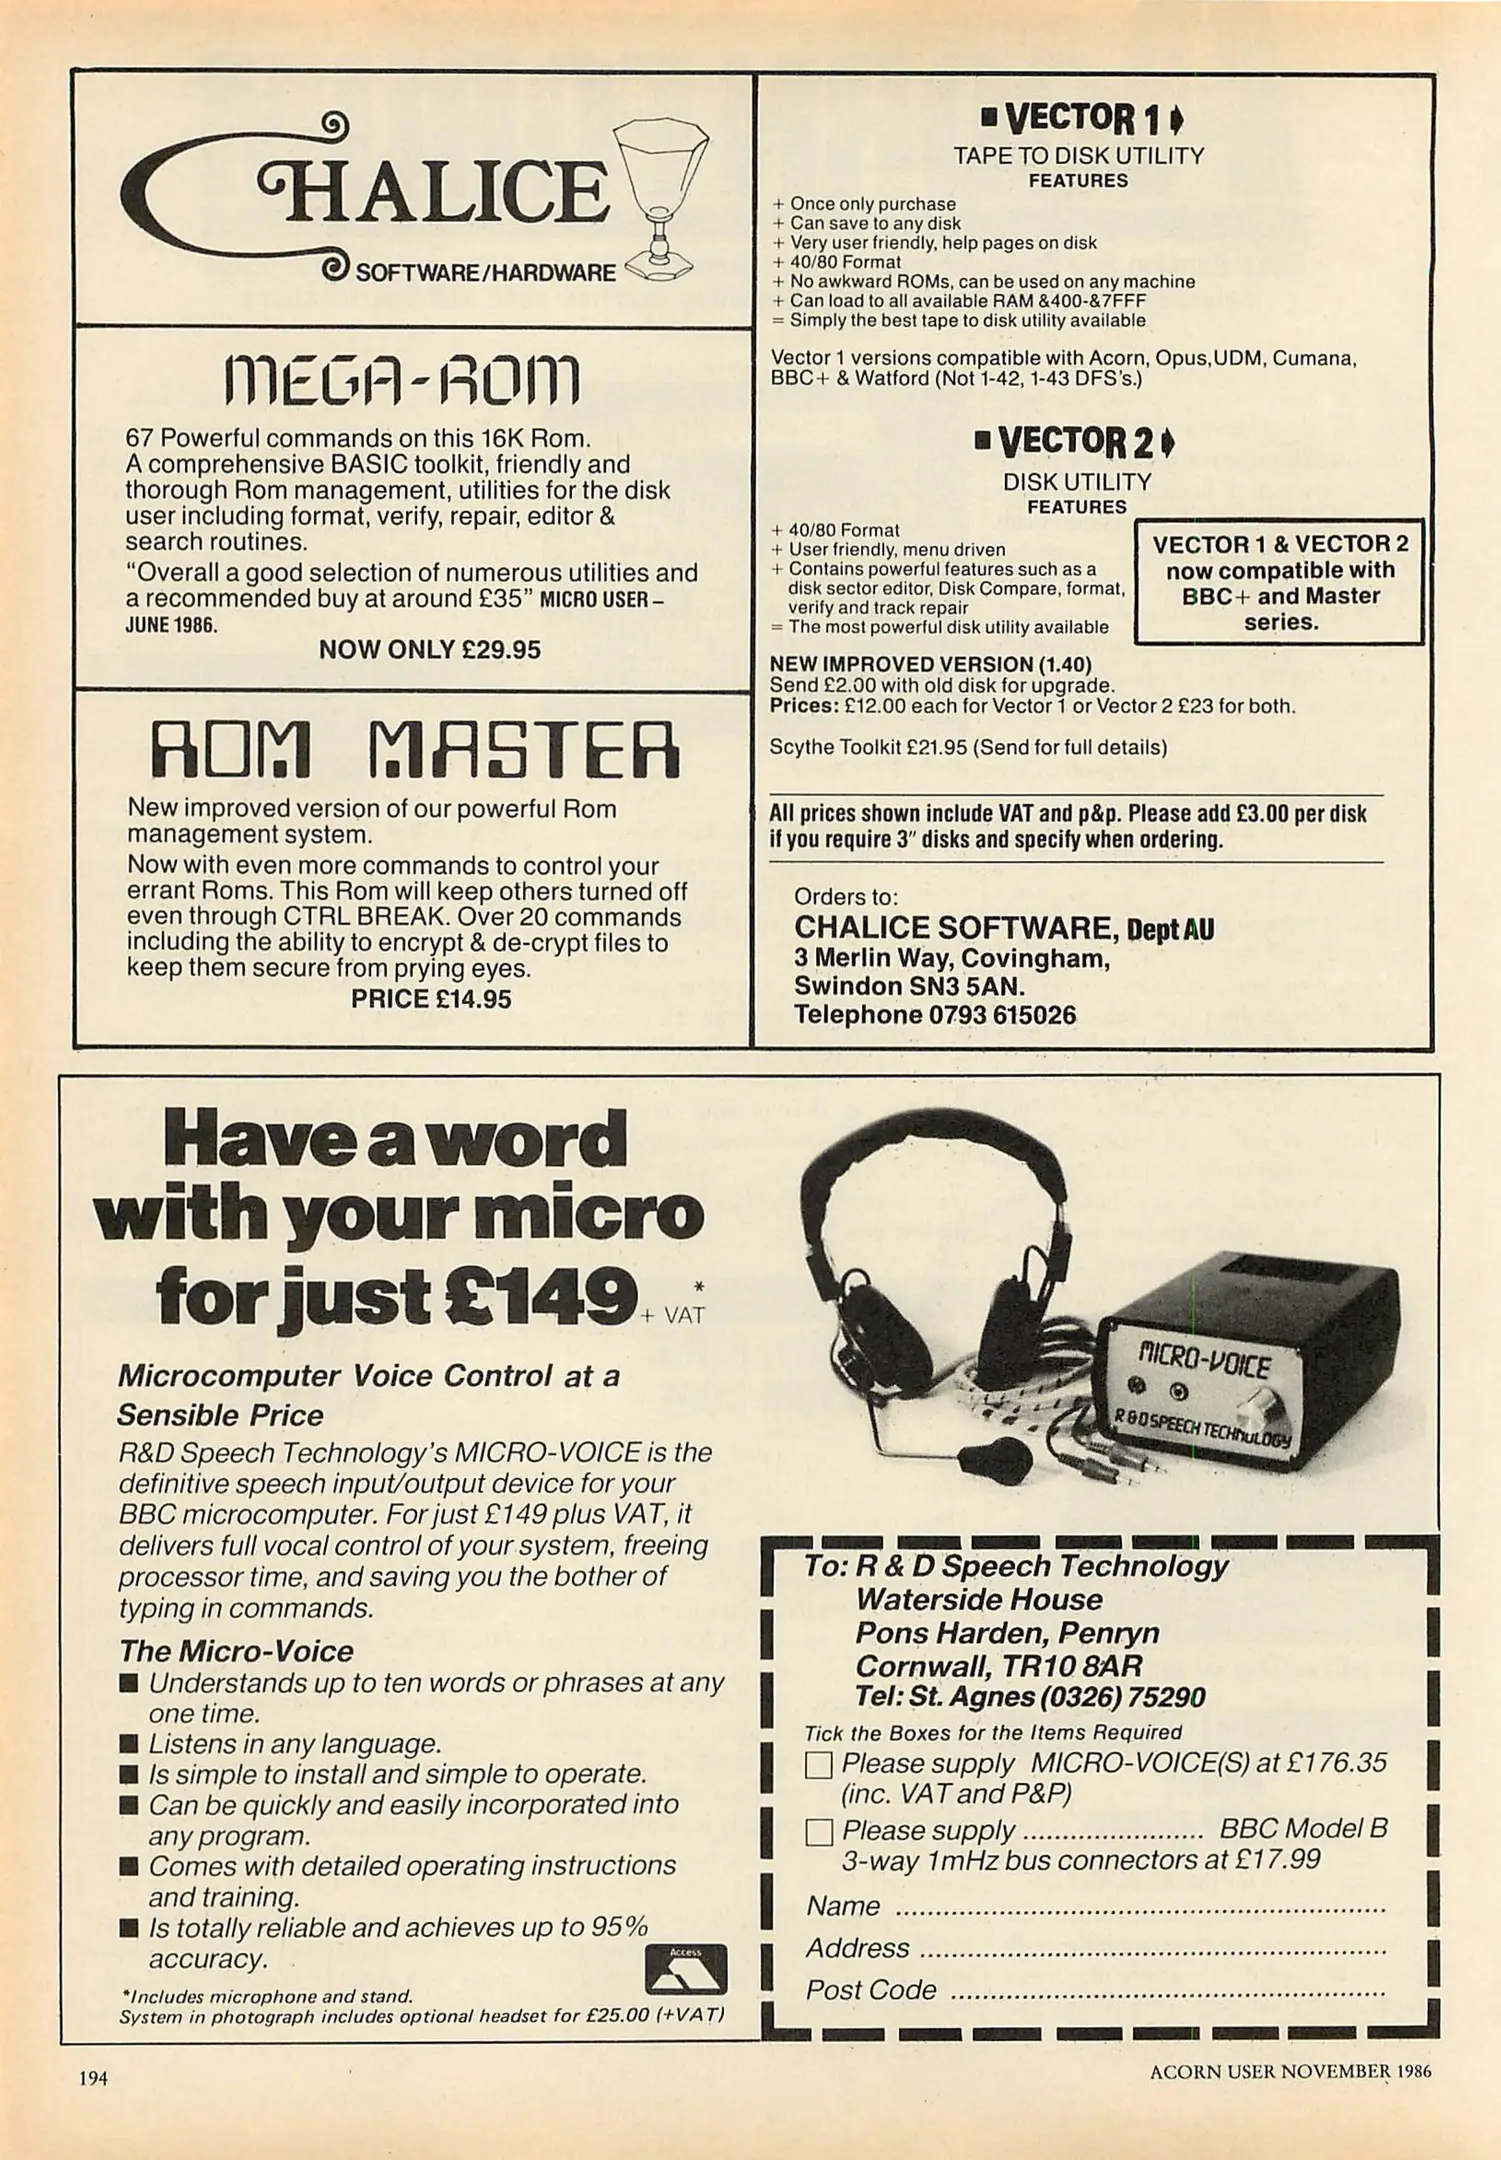 CHALICE
SOFTWARE/HARDWARE
MEGA-ROM
67 Powerful commands on this 16K Rom.
A comprehensive BASIC toolkit, friendly and
thorough Rom management, utilities for the disk
user including format, verify, repair, editor &
search routines.
“Overall a good selection of numerous utilities and
a recommended buy at around £35” MICRO USER –
JUNE 1986.
NOW ONLY £29.95
ROM MASTER
New improved version of our powerful Rom
management system.
Now with even more commands to control your
errant Roms. This Rom will keep others turned off
even through CTRL BREAK. Over 20 commands
including the ability to encrypt & de-crypt files to
keep them secure from prying eyes.
PRICE £14.95
VECTOR 1
TAPE TO DISK UTILITY
FEATURES
+ Once only purchase
+ Can save to any disk
+ Very user friendly, help pages on disk
+ 40/80 Format
+ No awkward ROMs, can be used on any machine
+ Can load to all available RAM &400-&7FFF
= Simply the best tape to disk utility available
Vector 1 versions compatible with Acorn, Opus,UDM, Cumana,
BBC+ & Watford (Not 1-42, 1-43 DFS's.)
VECTOR 2
DISK UTILITY
FEATURES
+ 40/80 Format
+ User friendly, menu driven
+ Contains powerful features such as a
disk sector editor, Disk Compare, format,
verify and track repair
= The most powerful disk utility available
VECTOR 1 & VECTOR 2
now compatible with
BBC+ and Master
series.
NEW IMPROVED VERSION (1.40)
Send £2.00 with old disk for upgrade.
Prices: £12.00 each for Vector 1 or Vector 2 £23 for both.
Scythe Toolkit £21.95 (Send for full details)
All prices shown include VAT and p&p. Please add £3.00 per disk
if you require 3″ disks and specify when ordering.
Orders to:
CHALICE SOFTWARE, Dept AU
3 Merlin Way, Covingham,
Swindon SN3 5AN.
Telephone 0793 615026
Have a word
with your micro
for just £149 + VAT *
Microcomputer Voice Control at a
Sensible Price
R&D Speech Technology's MICRO-VOICE is the
definitive speech input/output device for your
BBC microcomputer. For just £149 plus VAT, it
delivers full vocal control of your system, freeing
processor time, and saving you the bother of
typing in commands.
The Micro-Voice
■ Understands up to ten words or phrases at any
one time.
■ Listens in any language.
■ Is simple to install and simple to operate.
■ Can be quickly and easily incorporated into
any program.
■ Comes with detailed operating instructions
and training.
■ Is totally reliable and achieves up to 95%
accuracy.
Access
*Includes microphone and stand.
System in photograph includes optional headset for £25.00 (+VAT)
MICRO-VOICE
R & D SPEECH TECHNOLOGY
To: R & D Speech Technology
Waterside House
Pons Harden, Penryn
Cornwall, TR10 8AR
Tel: St. Agnes (0326) 75290
Tick the Boxes for the Items Required
Please supply MICRO-VOICE(S) at £176.35
(inc. VAT and P&P)
Please supply ....................... BBC Model B
3-way 1mHz bus connectors at £17.99
Name ..............................................................
Address ...........................................................
Post Code .......................................................
194
ACORN USER NOVEMBER 1986